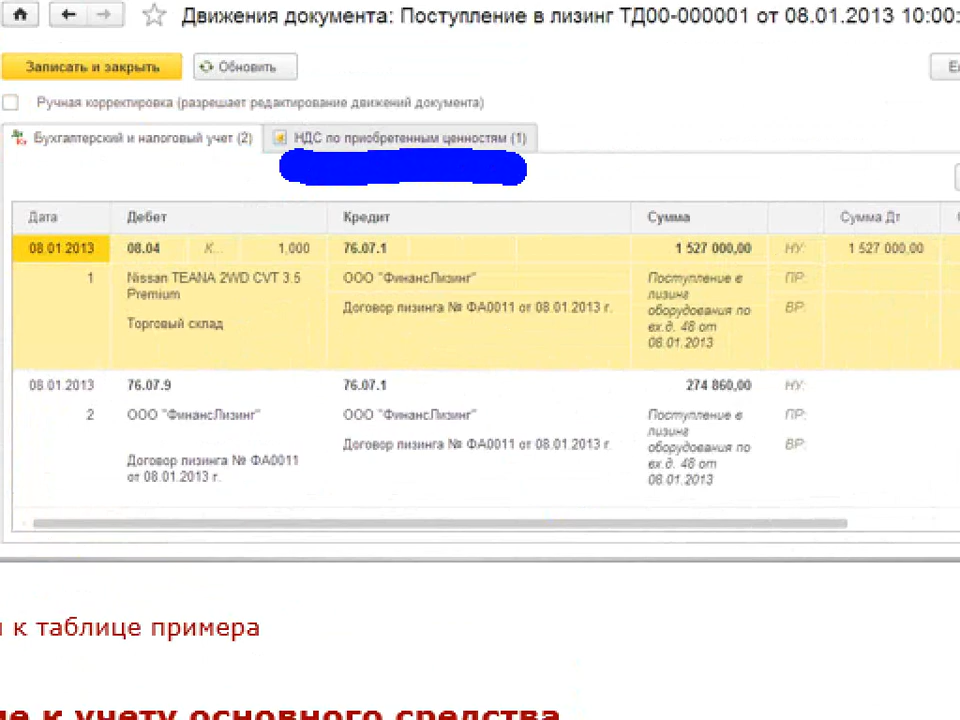 Движения документа: Поступление в лизинг ТД00-000001 от 08.01.2013 10:00:
Записать и закрыть Обновить
Ручная корректировка (разрешает редактирование движений документа)
Бухгалтерский и налоговый учет (2) НДС по приобретенным ценностям (1)
Дата Дебет Кредит Сумма Сумма Дт
08.01.2013 08.04 К... 1,000 76.07.1 1 527 000,00 НУ: 1 527 000,00
1 Nissan TEANA 2WD CVT 3.5 ООО "ФинансЛизинг" Поступление в ПР:
Premium Договор лизинга № ФА0011 от 08.01.2013 г. лизинг
оборудования по ВР:
Торговый склад вх.д. 48 от
08.01.2013
08.01.2013 76.07.9 76.07.1 274 860,00 НУ:
2 ООО "ФинансЛизинг" ООО "ФинансЛизинг" Поступление в ПР:
лизинг
Договор лизинга № ФА0011 от 08.01.2013 г. оборудования по ВР:
Договор лизинга № ФА0011 вх.д. 48 от
от 08.01.2013 г. 08.01.2013
к таблице примера
к учету основного средства